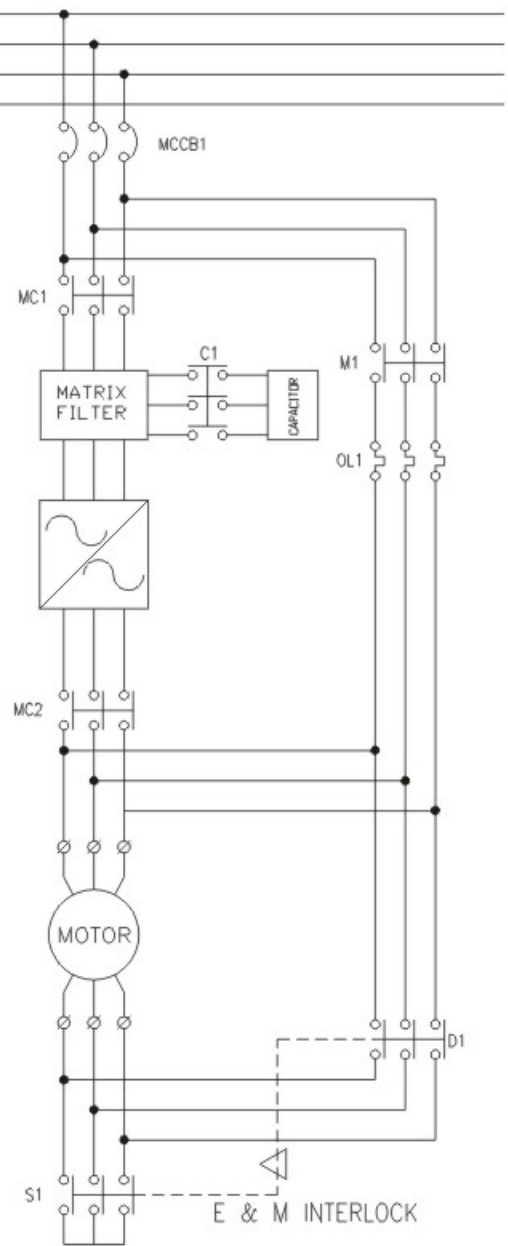 MCCB1
MC1
C1
M1
MATRIX
FILTER
CAPACITOR
OL1
MC2
MOTOR
D1
S1
E & M INTERLOCK